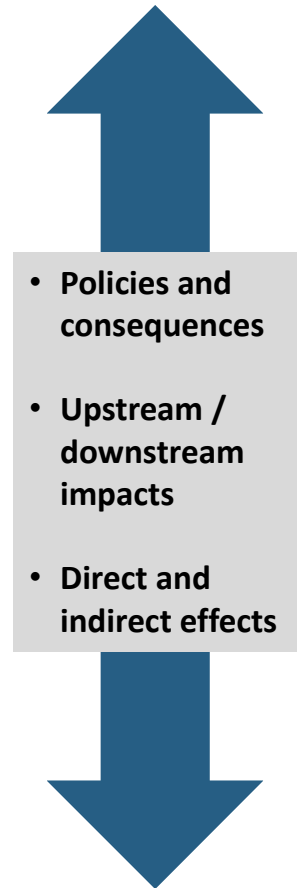 • Policies and
consequences
• Upstream /
downstream
impacts
• Direct and
indirect effects